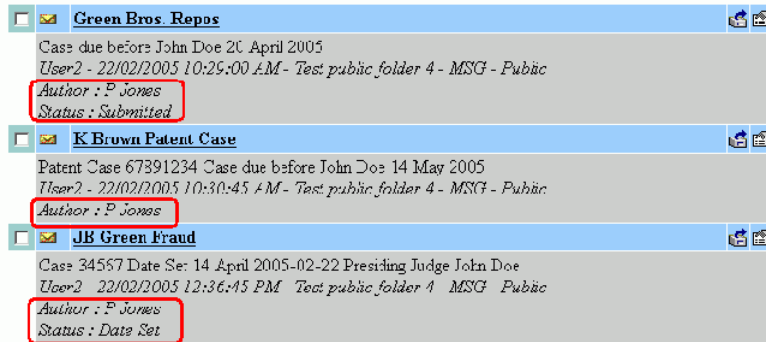 Green Bros. Repos
Case due before John Doe 20 April 2005
User2 - 22/02/2005 10:29:00 AM - Test public folder 4 - MSG - Public
Author : P Jones
Status : Submitted
K Brown Patent Case
Patent Case 67891234 Case due before John Doe 14 May 2005
User2 - 22/02/2005 10:30:45 AM - Test public folder 4 - MSG - Public
Author : P Jones
JB Green Fraud
Case 34567 Date Set 14 April 2005-02-22 Presiding Judge John Doe
User2 22/02/2005 12:36:45 PM Test public folder 4 MSG Public
Author : P Jones
Status : Date Set